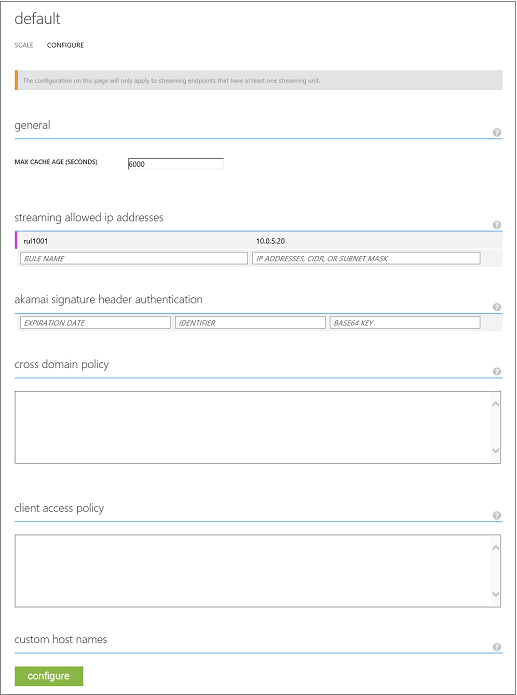 default
SCALE CONFIGURE
The configuration on this page will only apply to streaming endpoints that have at least one streaming unit.
general
?
MAX CACHE AGE (SECONDS) 6000
streaming allowed ip addresses
?
rul1001 10.0.5.20
RULE NAME IP ADDRESSES, CIDR, OR SUBNET MASK
akamai signature header authentication
?
EXPIRATION DATE IDENTIFIER BASE64 KEY
cross domain policy
?
client access policy
?
custom host names
?
configure